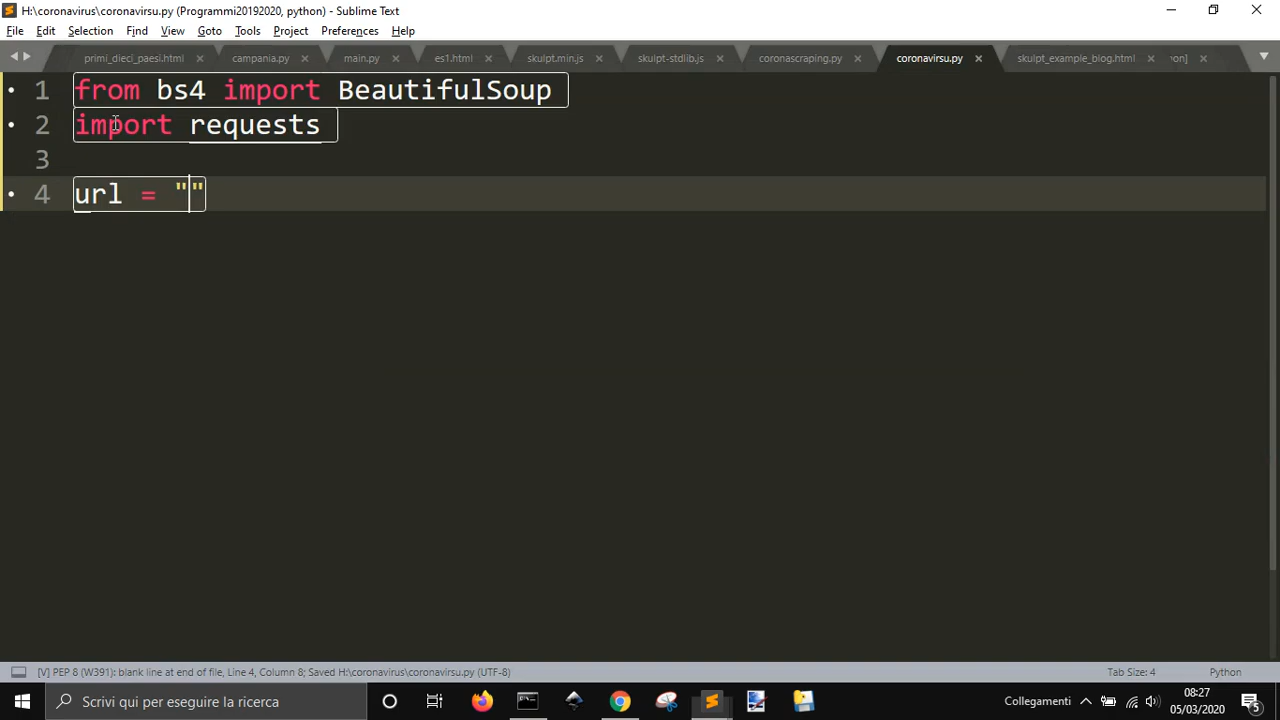 H:\coronavirus\coronavirsu.py (Programmi20192020, python) - Sublime Text
File Edit Selection Find View Goto Tools Project Preferences Help
primi_dieci_paesi.html campania.py main.py es1.html skulpt.min.js skulpt-stdlib.js coronascraping.py coronavirsu.py skulpt_example_blog.html
1 from bs4 import BeautifulSoup
2 import requests
3
4 url = ""
[V] PEP 8 (W391): blank line at end of file, Line 4, Column 8; Saved H:\coronavirus\coronavirsu.py (UTF-8) Tab Size: 4 Python
Scrivi qui per eseguire la ricerca Collegamenti 08:27
05/03/2020 5